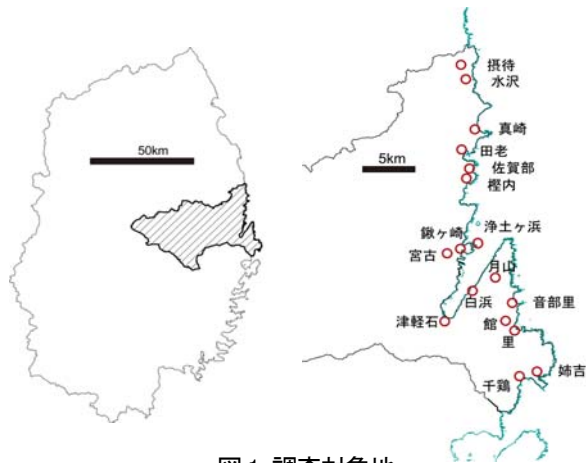 50km
5km
摂待
水沢
真崎
田老
佐賀部
樫内
浄土ヶ浜
鍬ヶ崎
宮古
月山
白浜
音部里
津軽石
館
里
姉吉
千鶏
図1 調査対象地